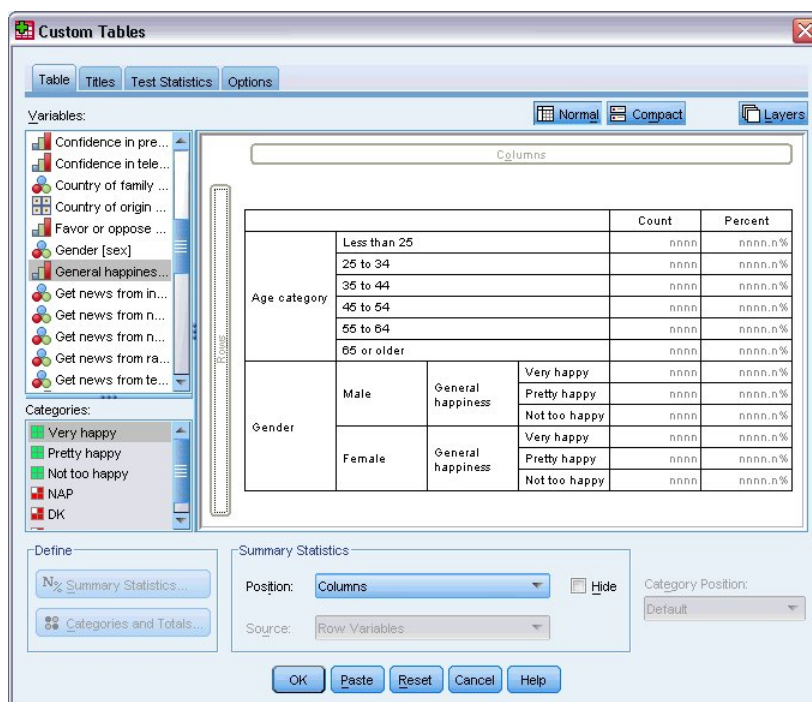 Custom Tables
Table Titles Test Statistics Options
Variables:
Normal Compact Layers
Confidence in pre...
Confidence in tele...
Country of family ...
Country of origin ...
Favor or oppose ...
Gender [sex]
General happines...
Get news from in...
Get news from n...
Get news from n...
Get news from ra...
Get news from te...
Categories:
Very happy
Pretty happy
Not too happy
NAP
DK
Columns
Rows
Count Percent
Age category
Less than 25 nnnn nnnn.n%
25 to 34 nnnn nnnn.n%
35 to 44 nnnn nnnn.n%
45 to 54 nnnn nnnn.n%
55 to 64 nnnn nnnn.n%
65 or older nnnn nnnn.n%
Gender
Male General happiness
Very happy nnnn nnnn.n%
Pretty happy nnnn nnnn.n%
Not too happy nnnn nnnn.n%
Female General happiness
Very happy nnnn nnnn.n%
Pretty happy nnnn nnnn.n%
Not too happy nnnn nnnn.n%
Define
N% Summary Statistics...
Categories and Totals...
Summary Statistics
Position: Columns Hide
Source: Row Variables
Category Position:
Default
OK Paste Reset Cancel Help